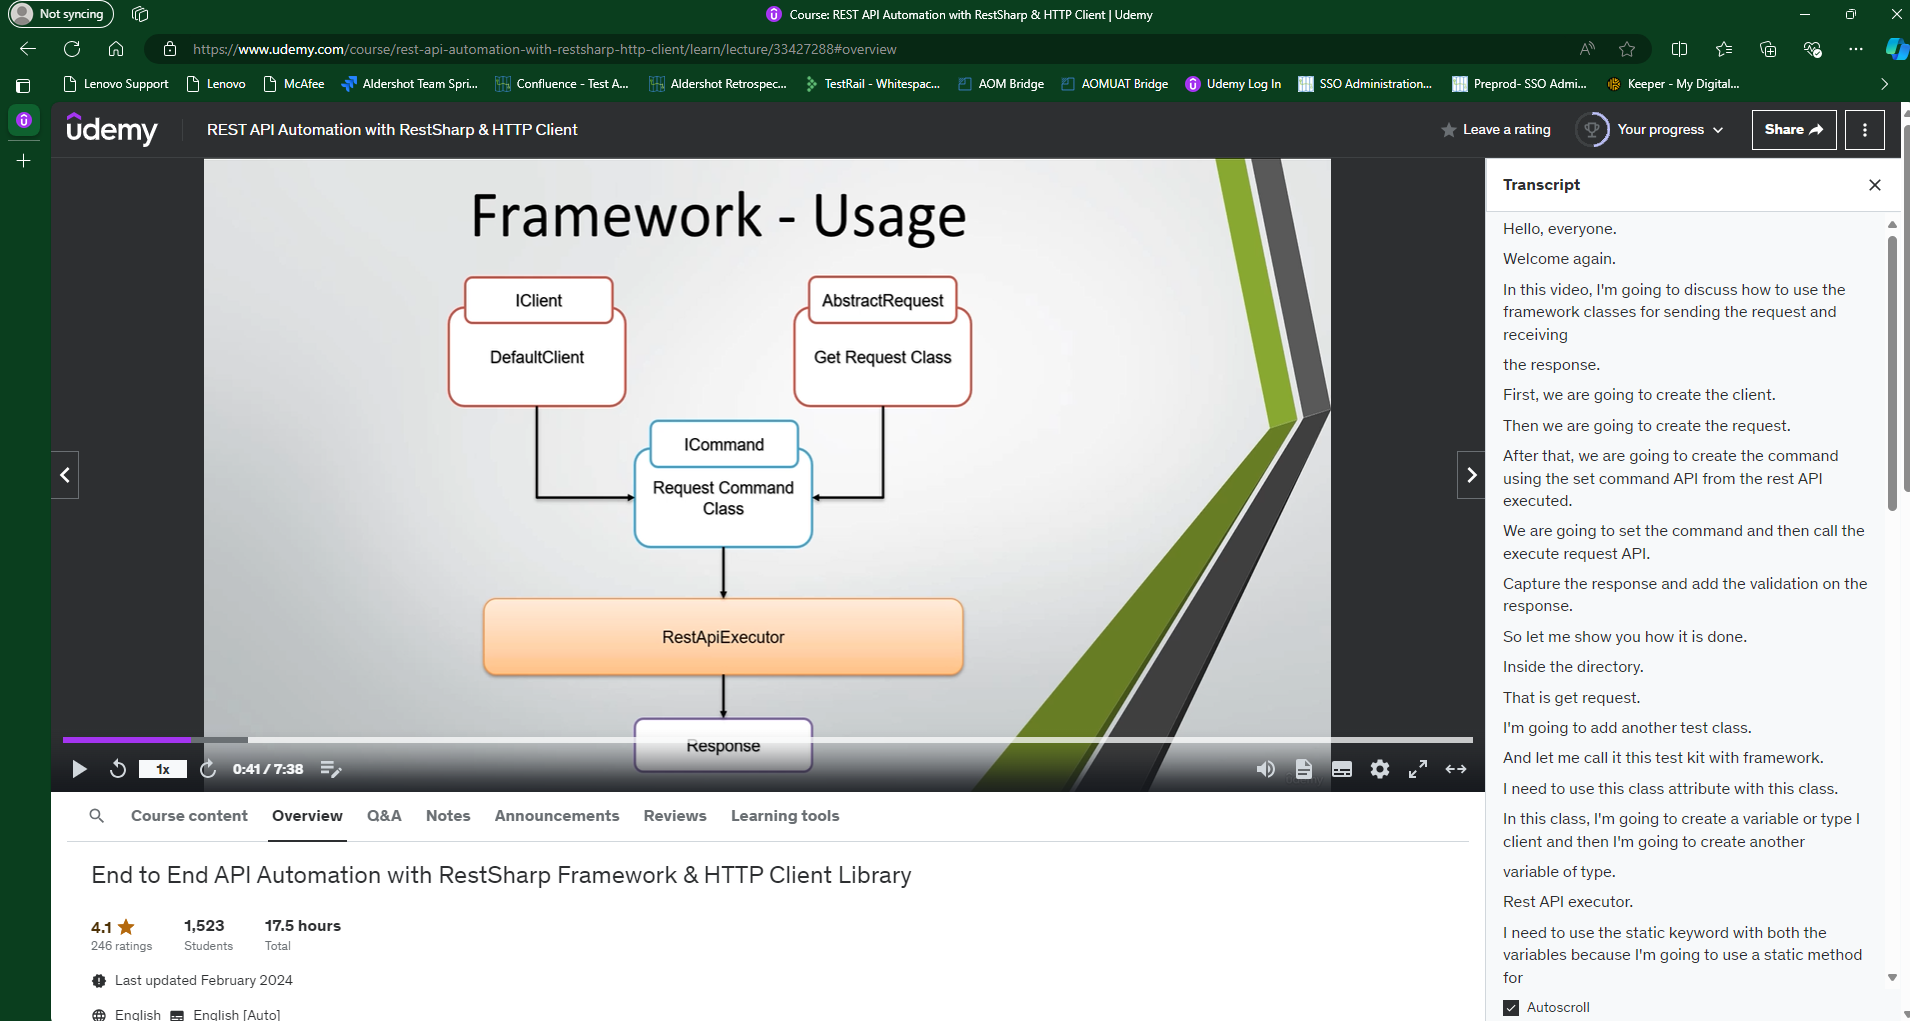 Not syncing
Course: REST API Automation with RestSharp & HTTP Client | Udemy
https://www.udemy.com/course/rest-api-automation-with-restsharp-http-client/learn/lecture/33427288#overview
Lenovo Support
Lenovo
McAfee
Aldershot Team Spri...
Confluence - Test A...
Aldershot Retrospec...
TestRail - Whitespac...
AOM Bridge
AOMUAT Bridge
Udemy Log In
SSO Administration...
Preprod- SSO Admi...
Keeper - My Digital...
udemy
REST API Automation with RestSharp & HTTP Client
Leave a rating
Your progress
Share
Framework - Usage
IClient
DefaultClient
AbstractRequest
Get Request Class
ICommand
Request Command
Class
RestApiExecutor
Response
1x
0:41 / 7:38
Transcript
Hello, everyone.
Welcome again.
In this video, I'm going to discuss how to use the
framework classes for sending the request and
receiving
the response.
First, we are going to create the client.
Then we are going to create the request.
After that, we are going to create the command
using the set command API from the rest API
executed.
We are going to set the command and then call the
execute request API.
Capture the response and add the validation on the
response.
So let me show you how it is done.
Inside the directory.
That is get request.
I'm going to add another test class.
And let me call it this test kit with framework.
I need to use this class attribute with this class.
In this class, I'm going to create a variable or type I
client and then I'm going to create another
variable of type.
Rest API executor.
I need to use the static keyword with both the
variables because I'm going to use a static method
for
Autoscroll
Course content
Overview
Q&A
Notes
Announcements
Reviews
Learning tools
End to End API Automation with RestSharp Framework & HTTP Client Library
4.1
246 ratings
1,523
Students
17.5 hours
Total
Last updated February 2024
English
English [Auto]